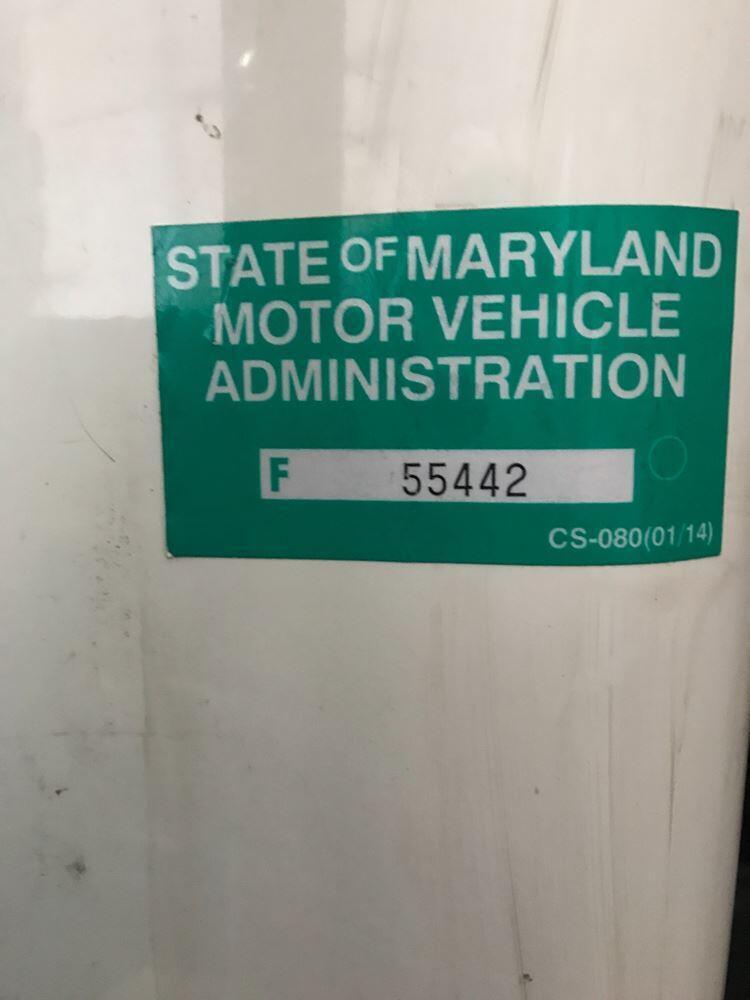 STATE OF MARYLAND
MOTOR VEHICLE
ADMINISTRATION
F 55442
CS-080(01/14)